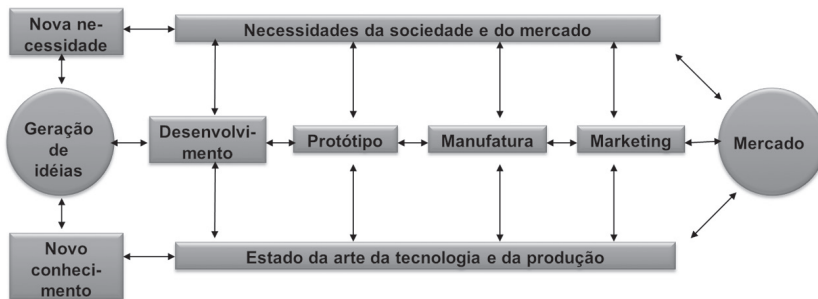 Nova ne-
cessidade
Necessidades da sociedade e do mercado
Geração
de
idéias
Desenvolvi-
mento
Protótipo
Manufatura
Marketing
Mercado
Novo
conheci-
mento
Estado da arte da tecnologia e da produção